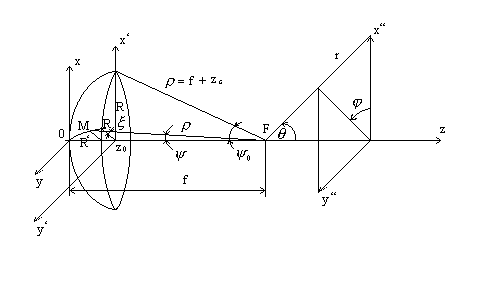 x x‘ x“
ρ = f + z₀ r
R φ
M R ξ ρ F θ
0 R‘ z₀ ψ ψ₀ z
y f y“
y‘